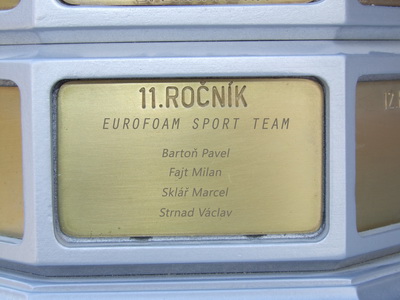 11.ROČNÍK
EUROFOAM SPORT TEAM
Bartoň Pavel
Fajt Milan
Sklář Marcel
Strnad Václav